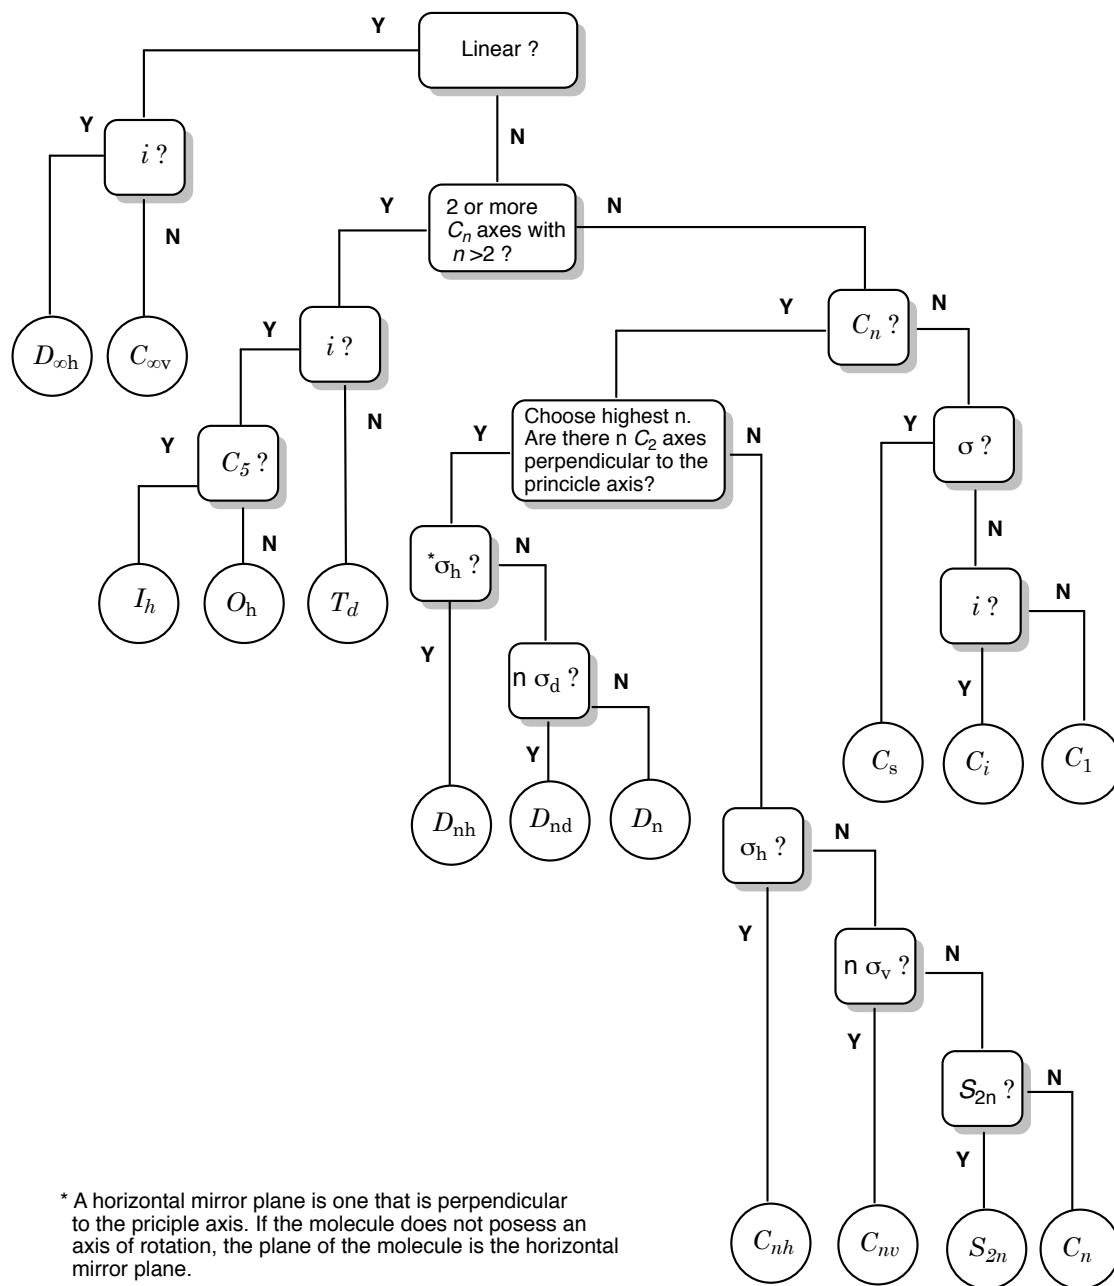 Y
Linear ?
Y
N
i ?
Y
2 or more
Cₙ axes with
n >2 ?
N
N
Y
N
Y
i ?
Cₙ ?
D∞h
C∞v
N
Y
C₅ ?
Y
Choose highest n.
Are there n C₂ axes
perpendicular to the
princicle axis?
N
Y
σ ?
N
N
*σh ?
N
Ih
Oh
Td
i ?
N
Y
n σd ?
N
Y
Y
Cs
Ci
C1
Dnh
Dnd
Dn
σh ?
N
Y
n σv ?
N
Y
S2n ?
N
Y
* A horizontal mirror plane is one that is perpendicular
to the priciple axis. If the molecule does not posess an
axis of rotation, the plane of the molecule is the horizontal
mirror plane.
Cnh
Cnv
S2n
Cn